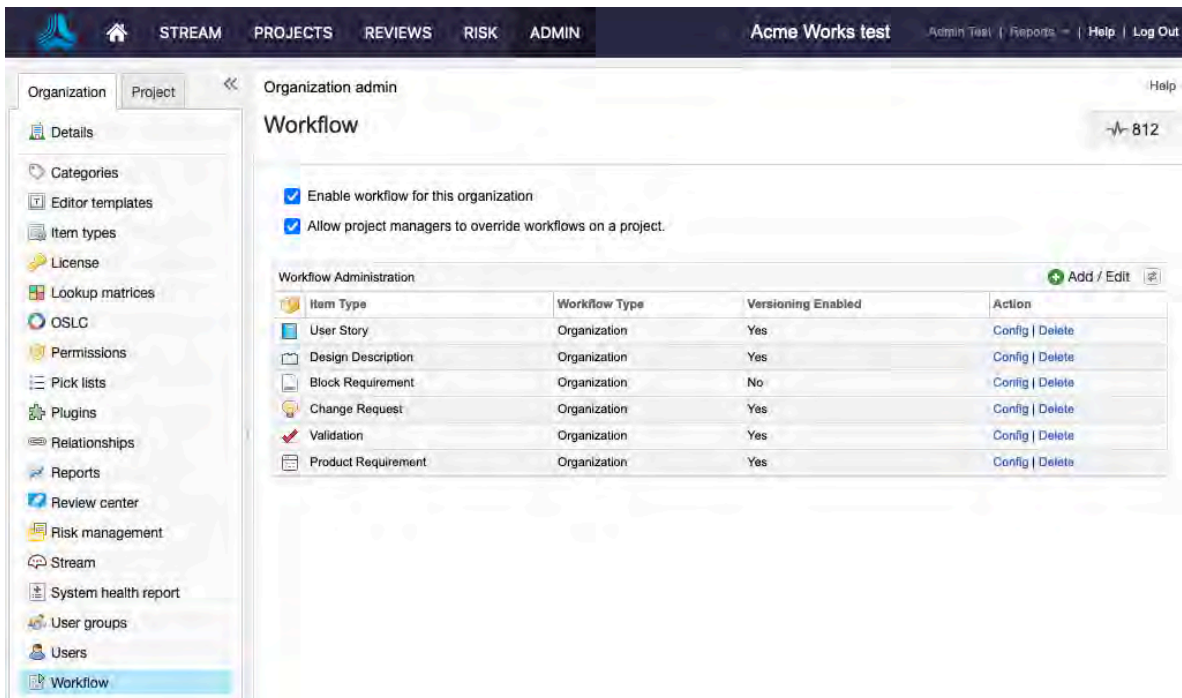 STREAM PROJECTS REVIEWS RISK ADMIN Acme Works test Admin Test | Reports | Help | Log Out
Organization Project
Details
Categories
Editor templates
Item types
License
Lookup matrices
OSLC
Permissions
Pick lists
Plugins
Relationships
Reports
Review center
Risk management
Stream
System health report
User groups
Users
Workflow
Organization admin Help
Workflow 812
Enable workflow for this organization
Allow project managers to override workflows on a project.
Workflow Administration Add / Edit
Item Type Workflow Type Versioning Enabled Action
User Story Organization Yes Config | Delete
Design Description Organization Yes Config | Delete
Block Requirement Organization No Config | Delete
Change Request Organization Yes Config | Delete
Validation Organization Yes Config | Delete
Product Requirement Organization Yes Config | Delete